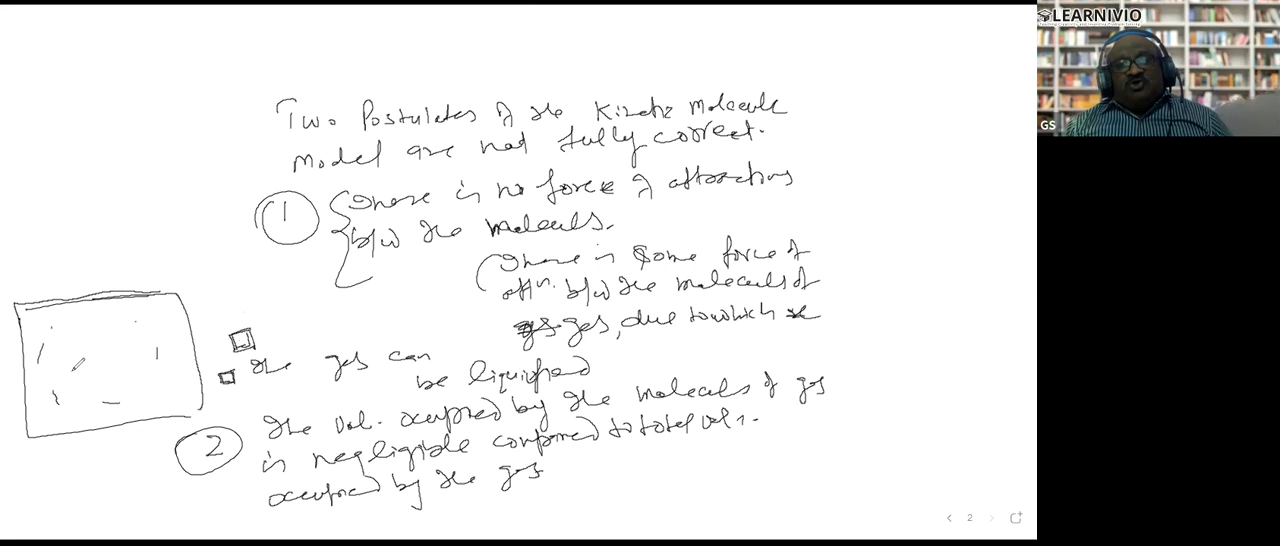 Two Postulates of the Kinetic Molecule
Model are not fully correct.
1 There is no force of attractions
b/w the molecules.
(There is some force of
attn. b/w the molecules of
gas, due to which
the gas can
be liquified
2 The vol. occupied by the molecules of gas
is negligible compared to total vol.
occupied by the gas
LEARNIVIO
GS
2